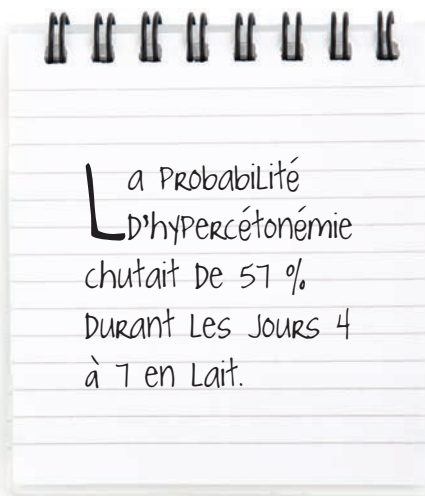 La probabilité
d'hypercétonémie
chutait de 57 %
durant les jours 4
à 7 en lait.